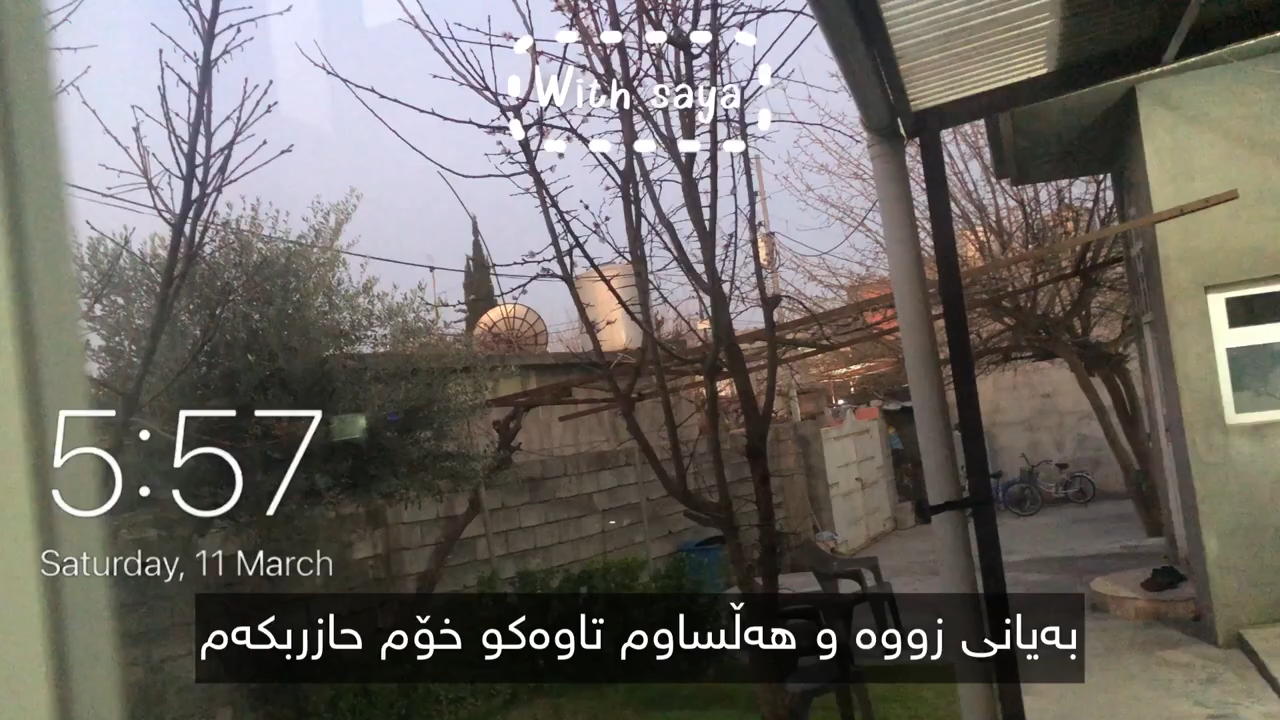 With saya
5:57
Saturday, 11 March
بەیانی زووە و هەڵساوم تاوەکو خۆم حازربکەم